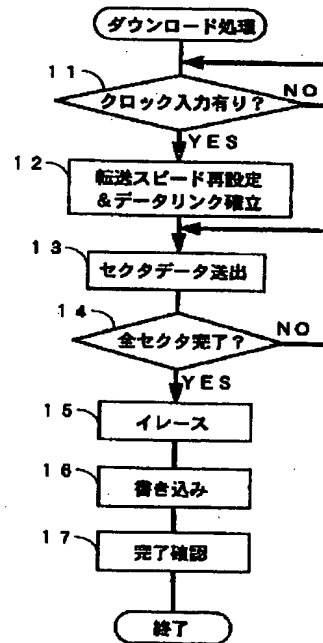 ダウンロード処理
11
クロック入力有り?
NO
YES
12
転送スピード再設定
&データリンク確立
13
セクタデータ送出
14
全セクタ完了?
NO
YES
15
イレース
16
書き込み
17
完了確認
終了